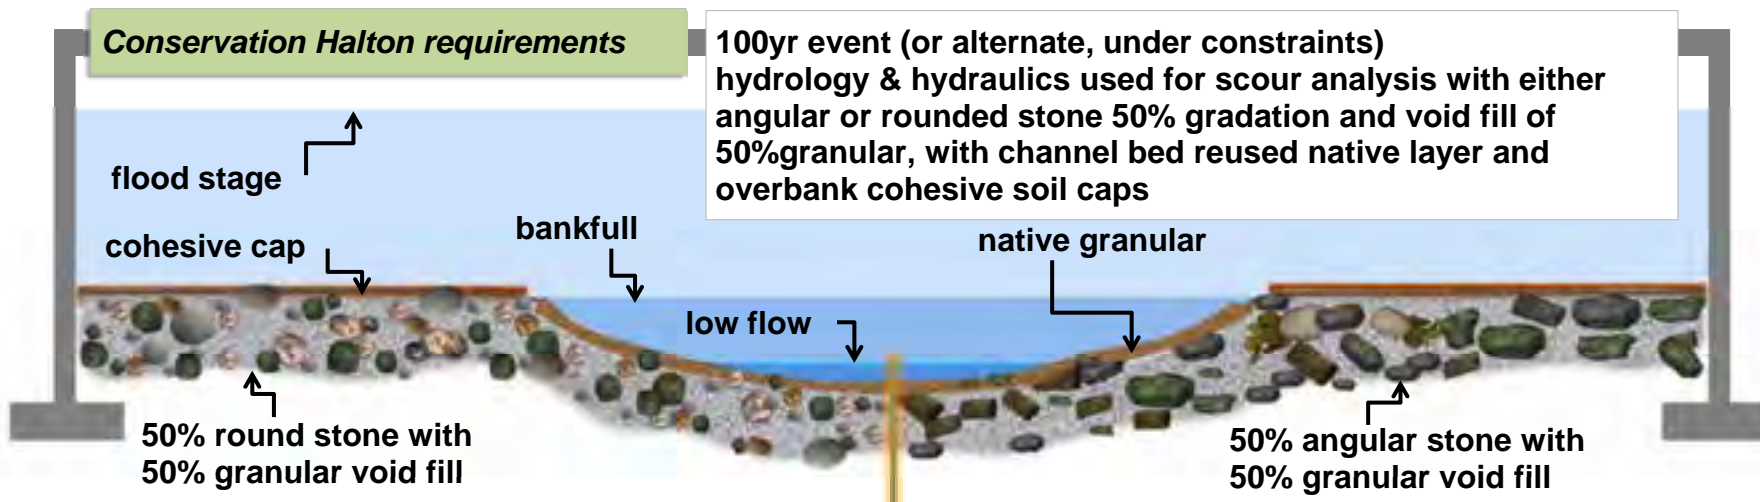 Conservation Halton requirements
100yr event (or alternate, under constraints)
hydrology & hydraulics used for scour analysis with either
angular or rounded stone 50% gradation and void fill of
50%granular, with channel bed reused native layer and
overbank cohesive soil caps
flood stage
cohesive cap
bankfull
native granular
low flow
50% round stone with
50% granular void fill
50% angular stone with
50% granular void fill